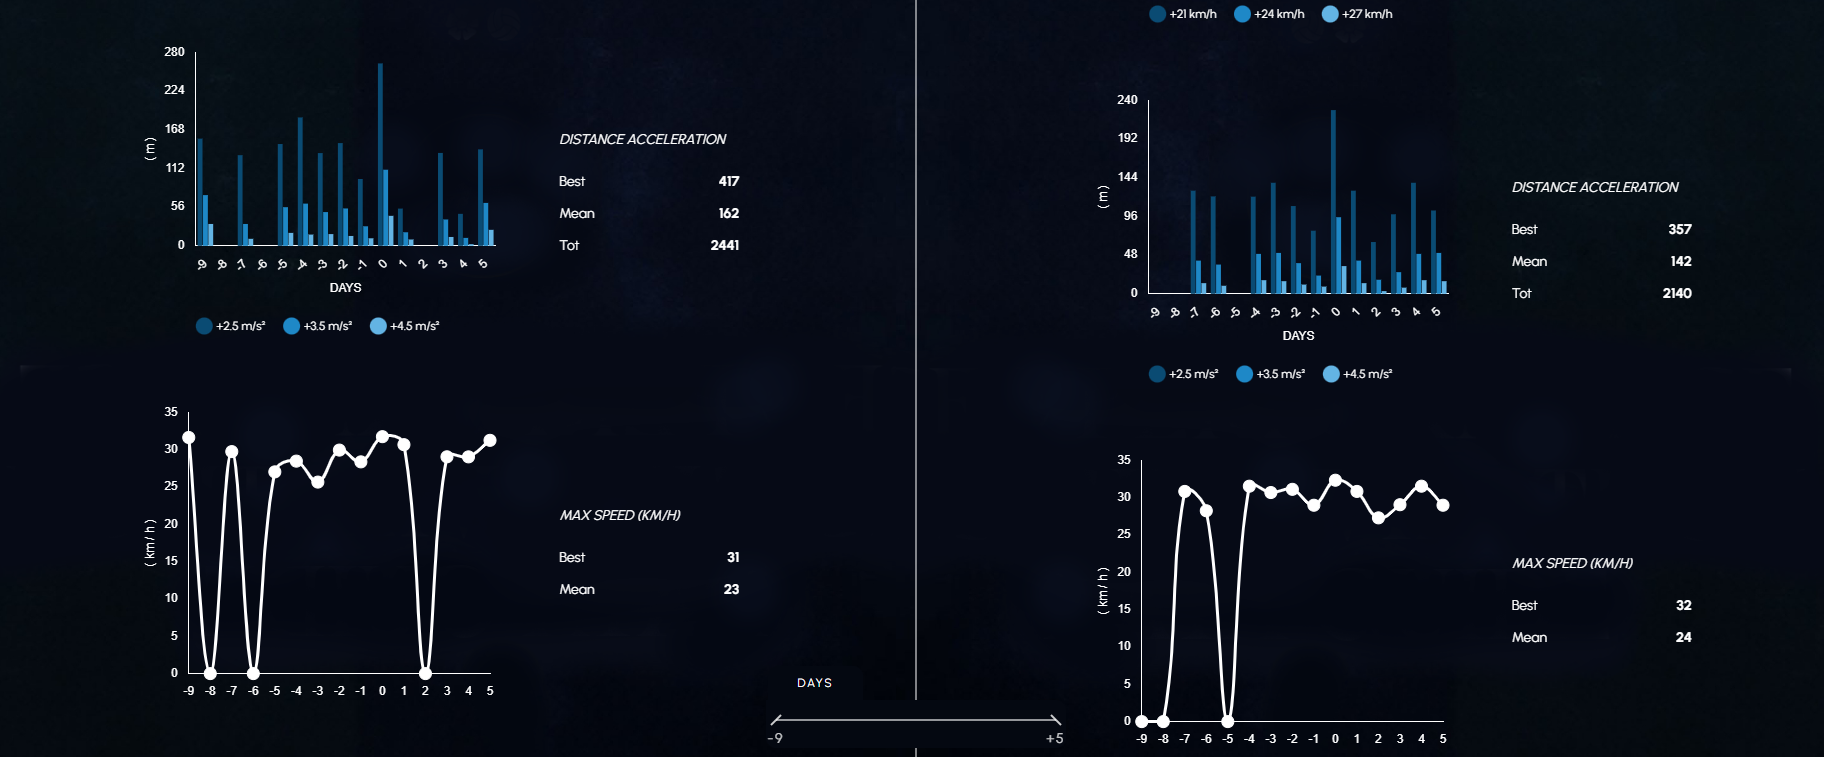 +21 km/h +24 km/h +27 km/h
280
224
168
112
56
0
( m )
-9 -8 -7 -6 -5 -4 -3 -2 -1 0 1 2 3 4 5
DAYS
+2.5 m/s² +3.5 m/s² +4.5 m/s²
DISTANCE ACCELERATION
Best 417
Mean 162
Tot 2441
240
192
144
96
48
0
( m )
-9 -8 -7 -6 -5 -4 -3 -2 -1 0 1 2 3 4 5
DAYS
+2.5 m/s² +3.5 m/s² +4.5 m/s²
DISTANCE ACCELERATION
Best 357
Mean 142
Tot 2140
35
30
25
20
15
10
5
0
( km / h )
-9 -8 -7 -6 -5 -4 -3 -2 -1 0 1 2 3 4 5
MAX SPEED (KM/H)
Best 31
Mean 23
35
30
25
20
15
10
5
0
( km / h )
-9 -8 -7 -6 -5 -4 -3 -2 -1 0 1 2 3 4 5
MAX SPEED (KM/H)
Best 32
Mean 24
DAYS
-9 +5